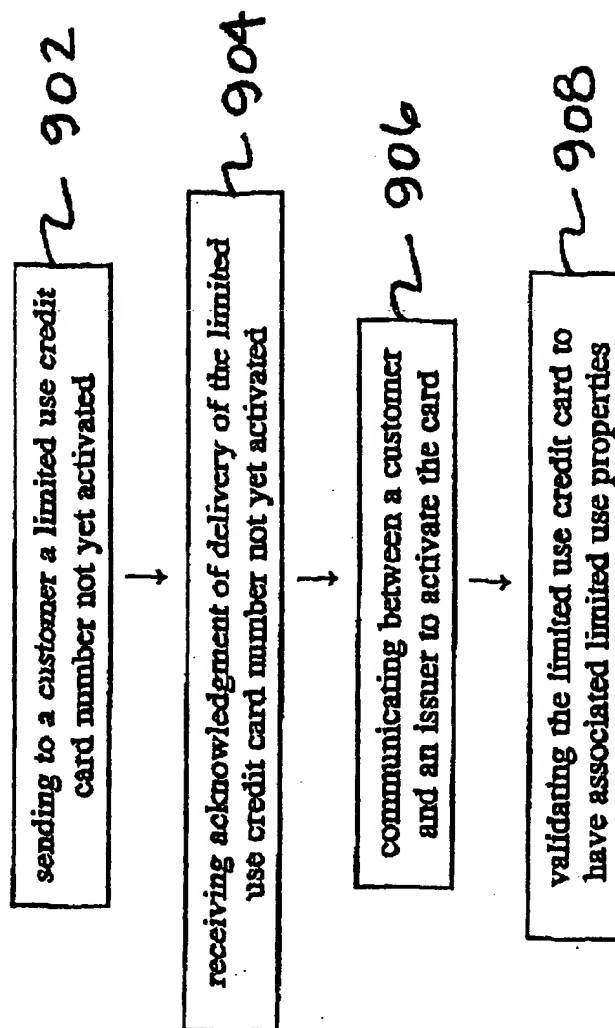 sending to a customer a limited use credit
card number not yet activated
902
receiving acknowledgment of delivery of the limited
use credit card number not yet activated
904
communicating between a customer
and an issuer to activate the card
906
validating the limited use credit card to
have associated limited use properties
908